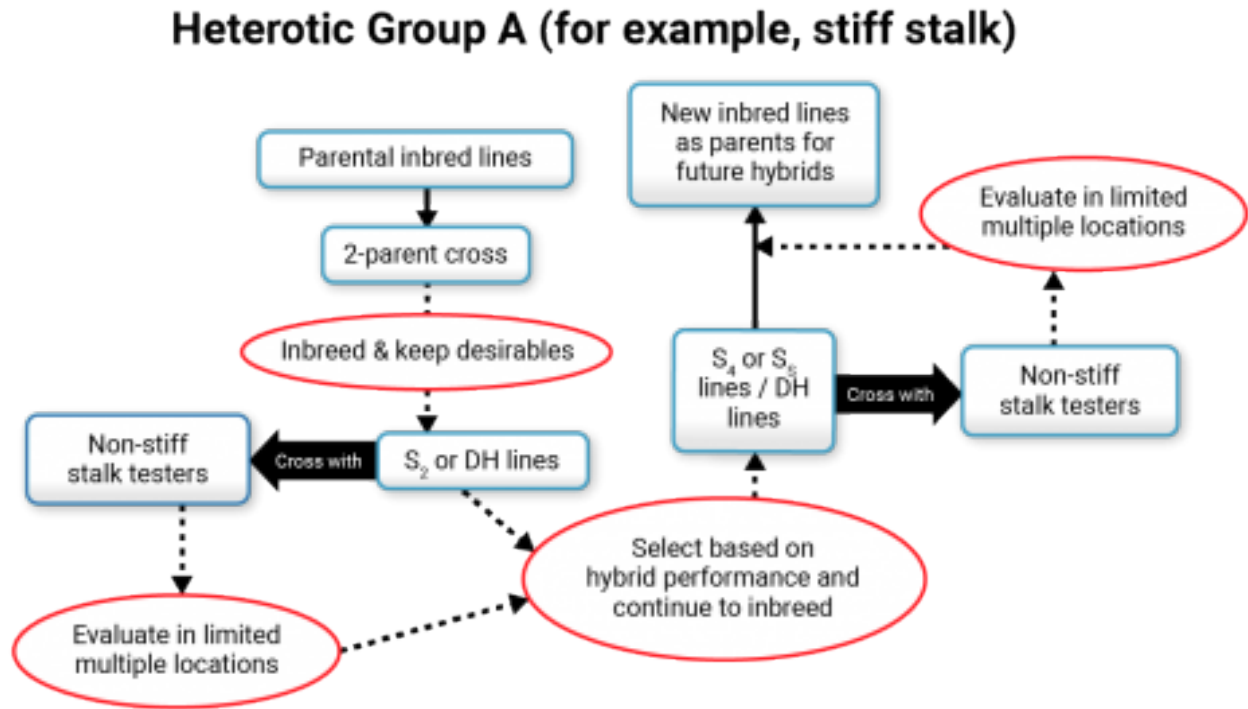 Heterotic Group A (for example, stiff stalk)
Parental inbred lines
2-parent cross
Inbreed & keep desirables
S₂ or DH lines
Cross with
Non-stiff
stalk testers
Evaluate in limited
multiple locations
Select based on
hybrid performance and
continue to inbreed
S₄ or S₅
lines / DH
lines
Cross with
Non-stiff
stalk testers
Evaluate in limited
multiple locations
New inbred lines
as parents for
future hybrids